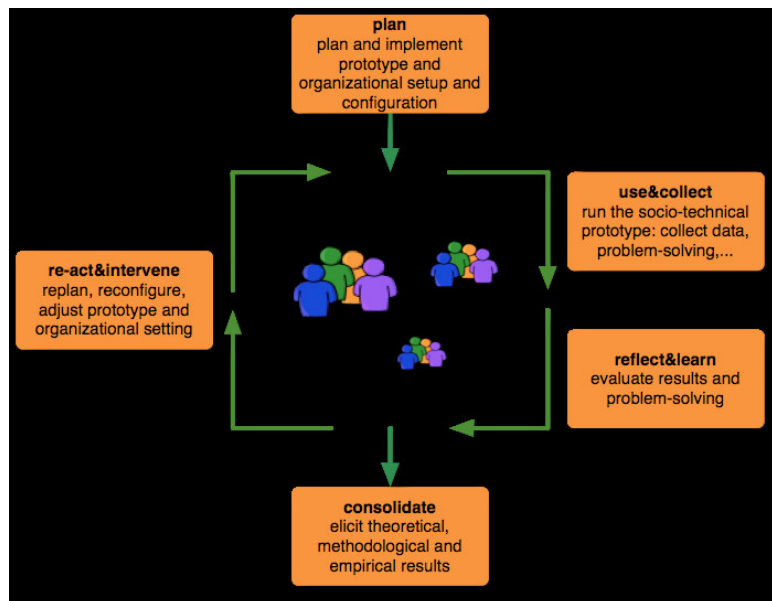 plan
plan and implement
prototype and
organizational setup and
configuration
use&collect
run the socio-technical
prototype: collect data,
problem-solving,...
re-act&intervene
replan, reconfigure,
adjust prototype and
organizational setting
reflect&learn
evaluate results and
problem-solving
consolidate
elicit theoretical,
methodological and
empirical results